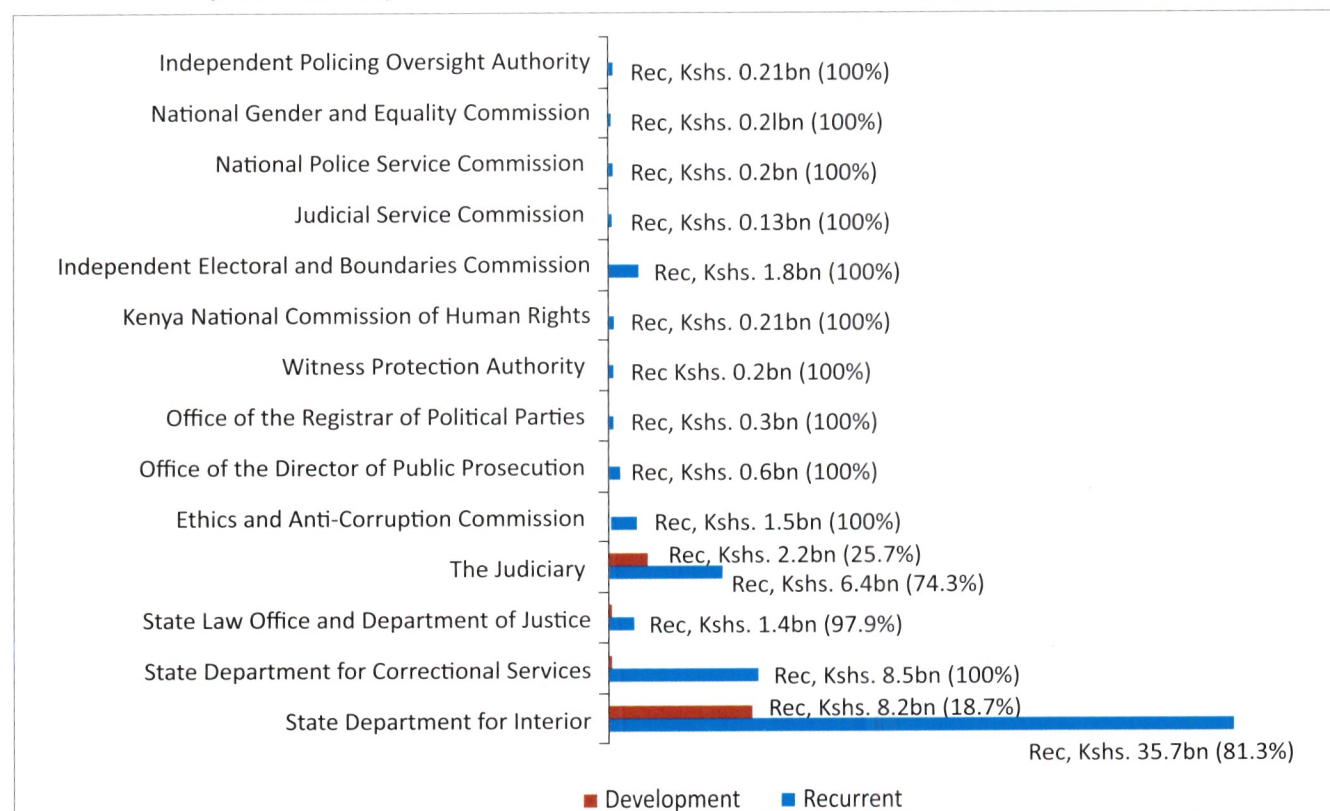 Independent Policing Oversight Authority Rec, Kshs. 0.21bn (100%)
National Gender and Equality Commission Rec, Kshs. 0.2lbn (100%)
National Police Service Commission Rec, Kshs. 0.2bn (100%)
Judicial Service Commission Rec, Kshs. 0.13bn (100%)
Independent Electoral and Boundaries Commission Rec, Kshs. 1.8bn (100%)
Kenya National Commission of Human Rights Rec, Kshs. 0.21bn (100%)
Witness Protection Authority Rec Kshs. 0.2bn (100%)
Office of the Registrar of Political Parties Rec, Kshs. 0.3bn (100%)
Office of the Director of Public Prosecution Rec, Kshs. 0.6bn (100%)
Ethics and Anti-Corruption Commission Rec, Kshs. 1.5bn (100%)
Rec, Kshs. 2.2bn (25.7%)
The Judiciary Rec, Kshs. 6.4bn (74.3%)
State Law Office and Department of Justice Rec, Kshs. 1.4bn (97.9%)
State Department for Correctional Services Rec, Kshs. 8.5bn (100%)
Rec, Kshs. 8.2bn (18.7%)
State Department for Interior
Rec, Kshs. 35.7bn (81.3%)
Development Recurrent